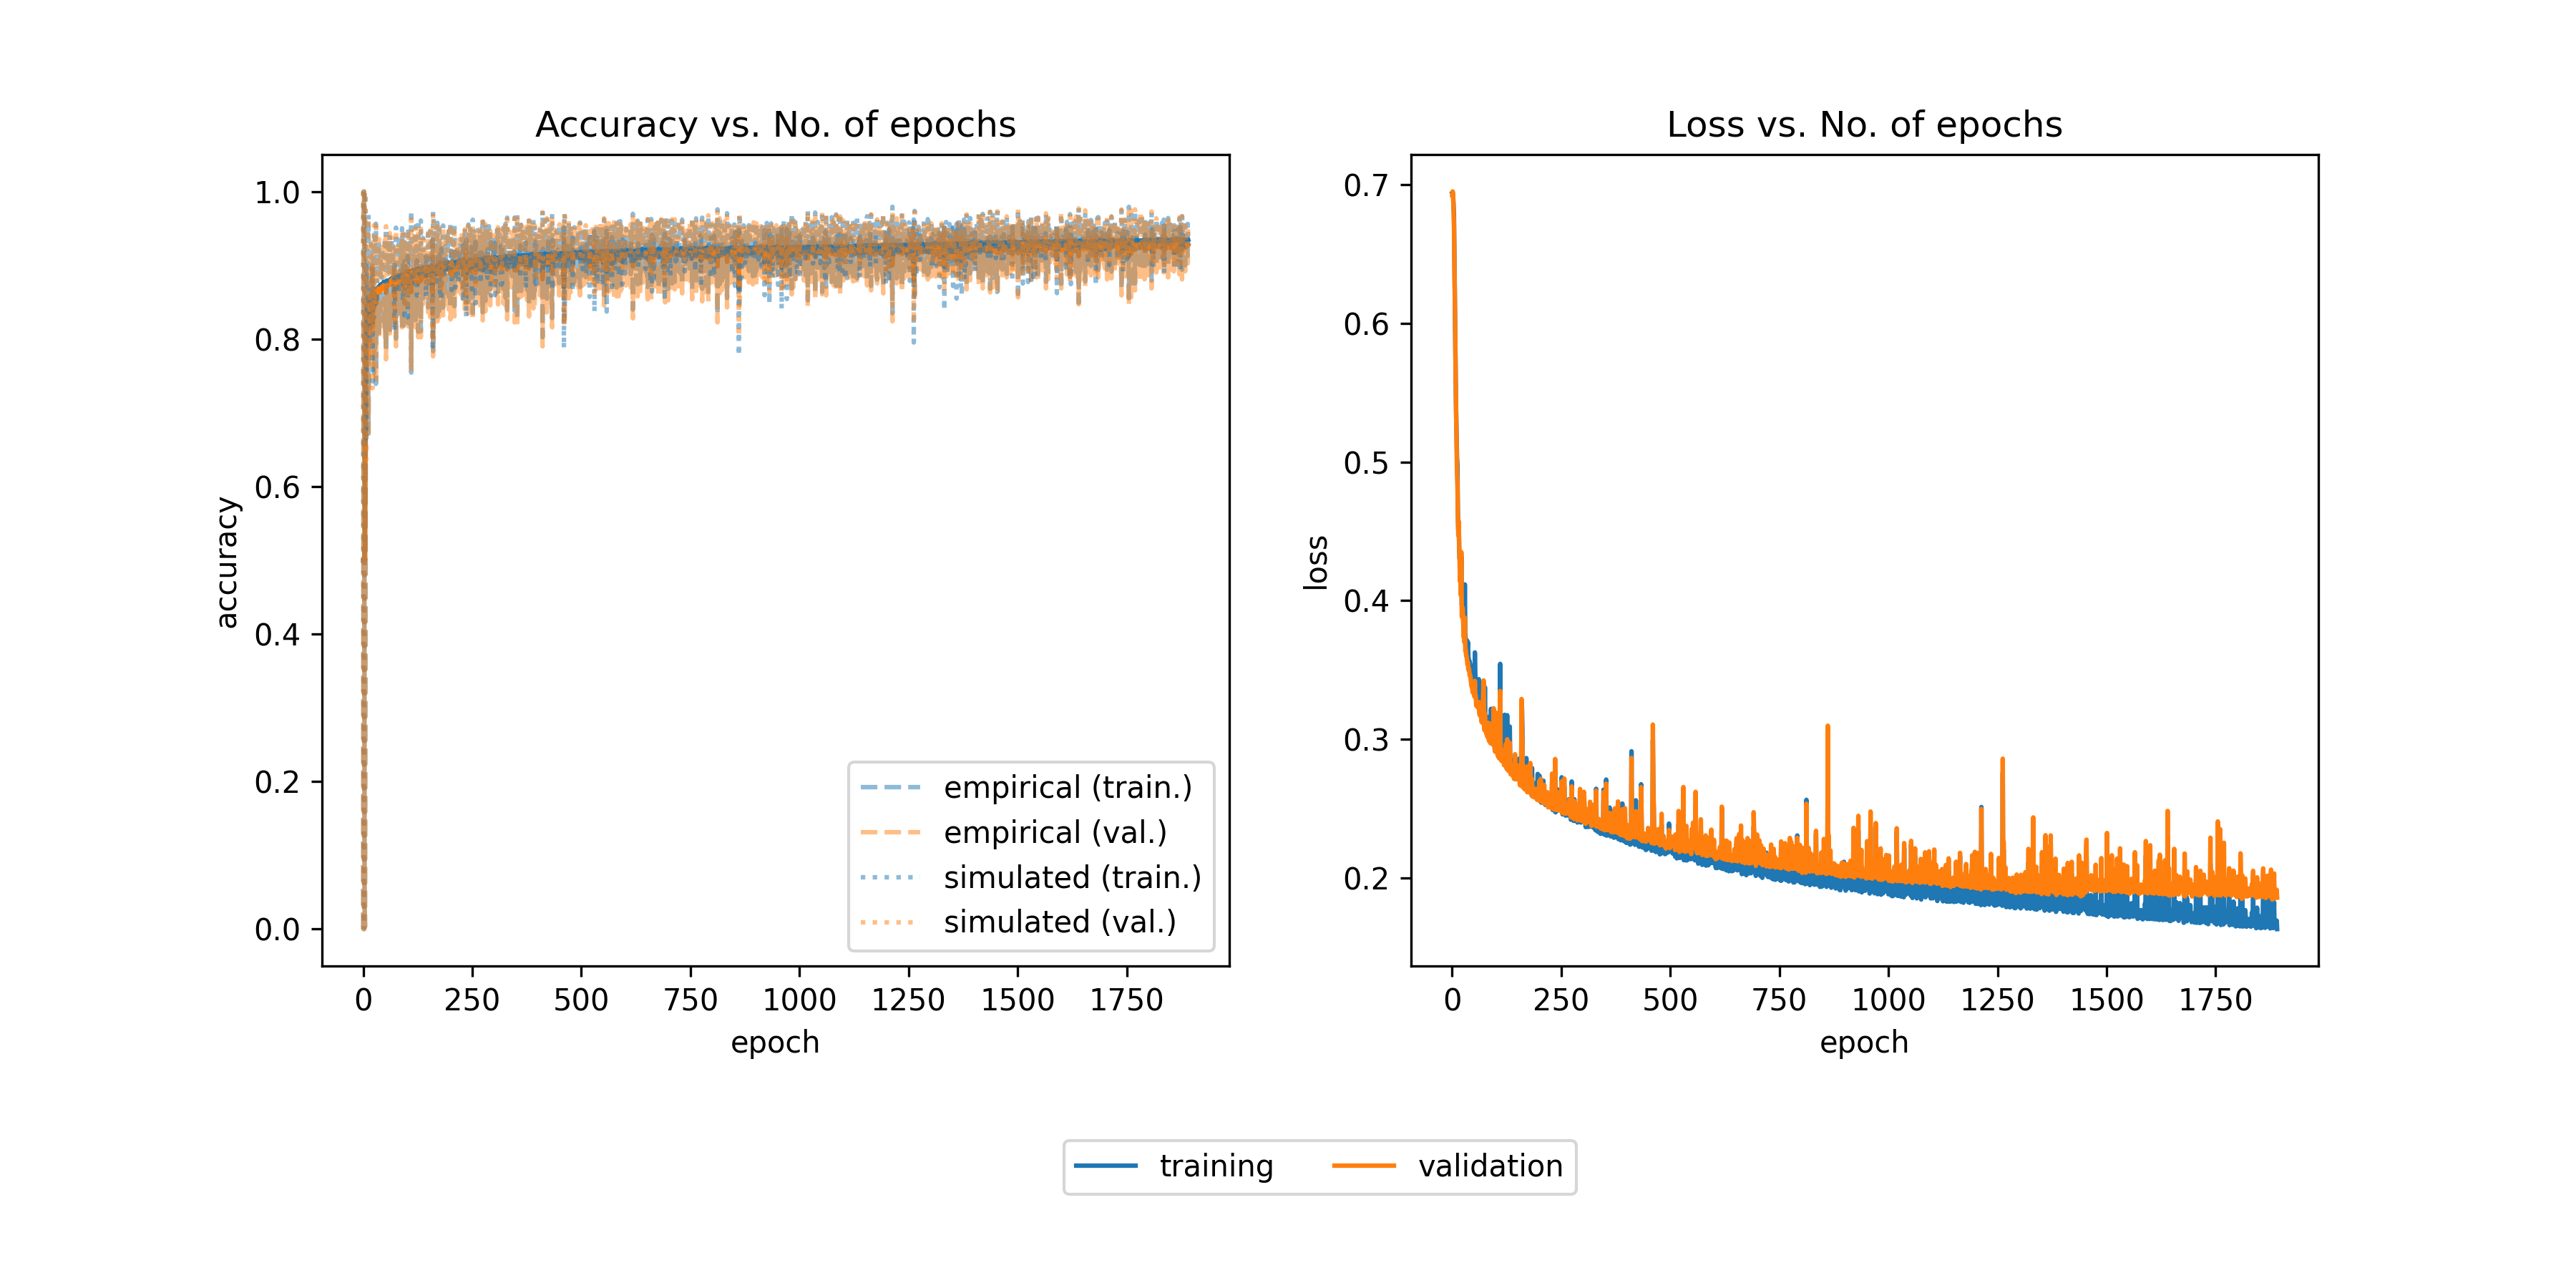 Accuracy vs. No. of epochs
1.0
0.8
0.6
0.4
0.2
0.0
accuracy
0 250 500 750 1000 1250 1500 1750
epoch
empirical (train.)
empirical (val.)
simulated (train.)
simulated (val.)
Loss vs. No. of epochs
0.7
0.6
0.5
0.4
0.3
0.2
loss
0 250 500 750 1000 1250 1500 1750
epoch
training validation